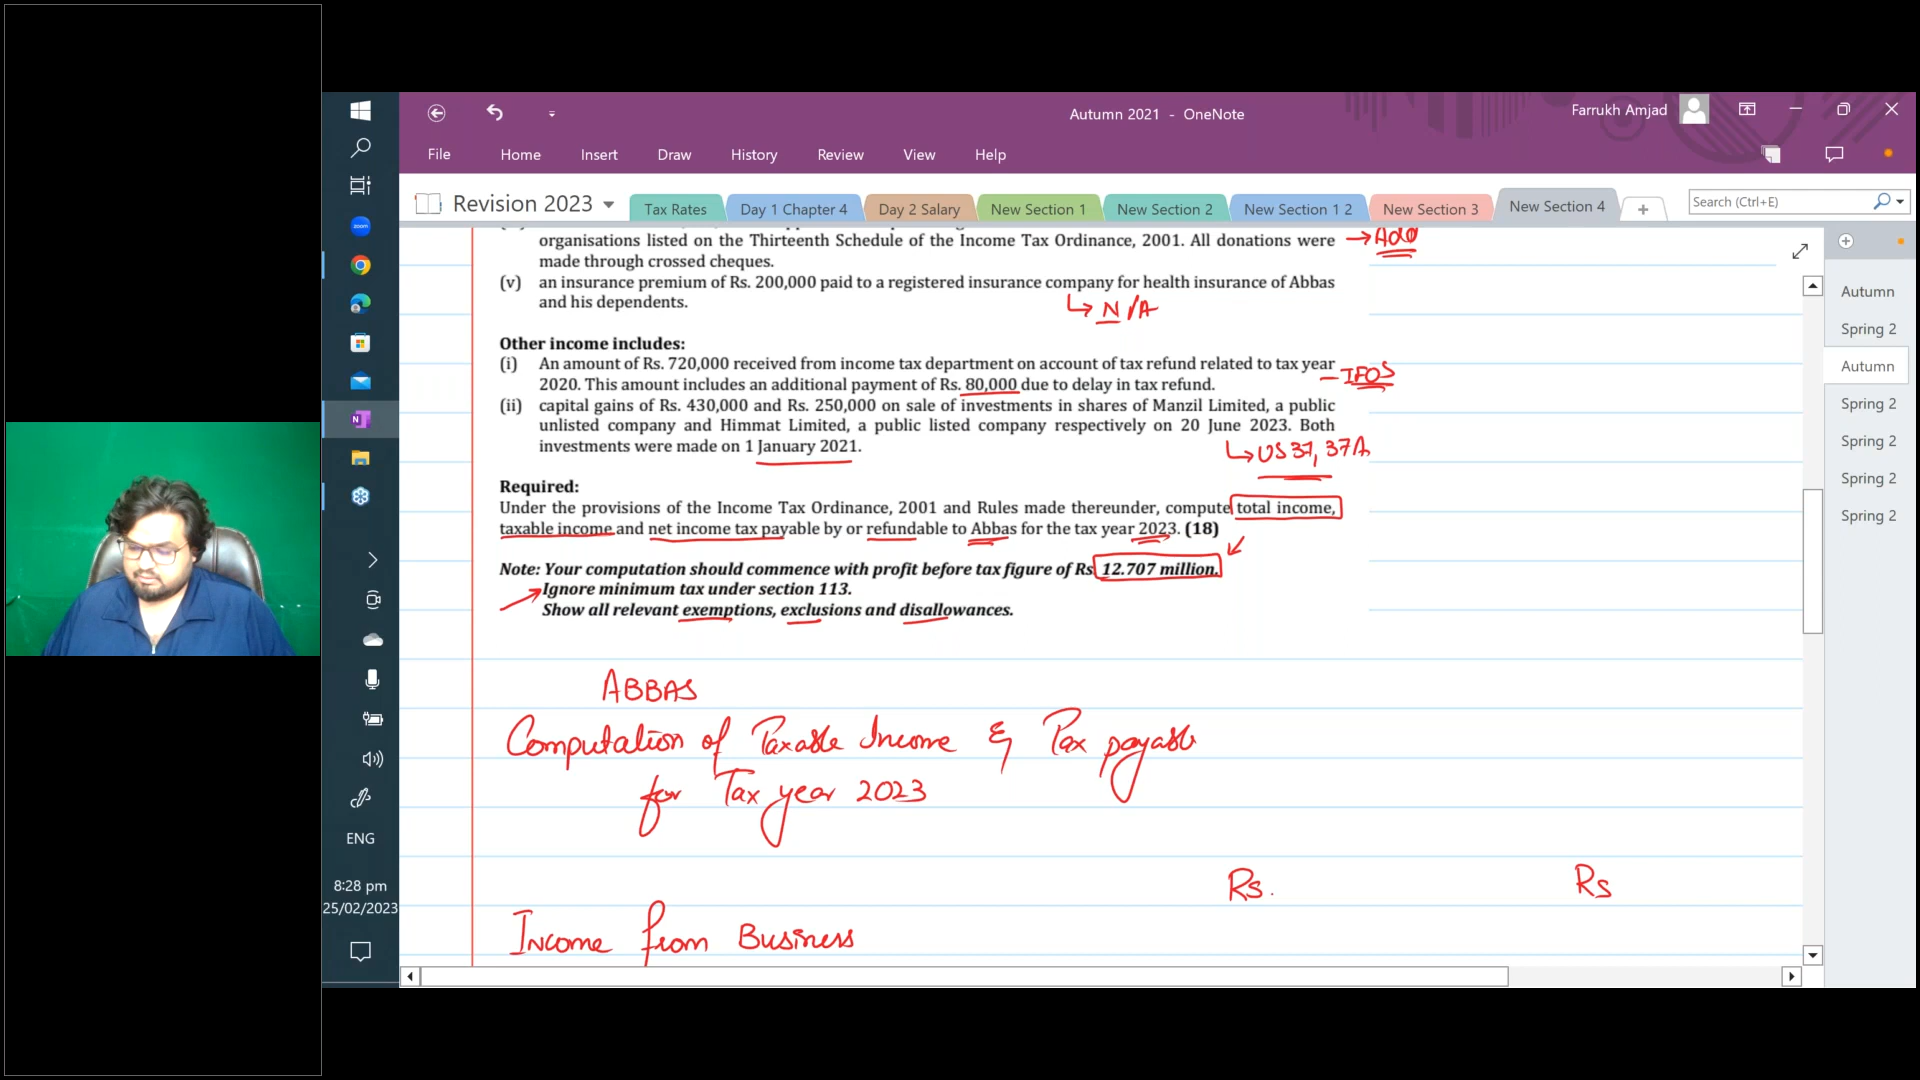 Autumn 2021 - OneNote
Farrukh Amjad
File Home Insert Draw History Review View Help
Revision 2023 Tax Rates Day 1 Chapter 4 Day 2 Salary New Section 1 New Section 2 New Section 1 2 New Section 3 New Section 4 + Search (Ctrl+E)
organisations listed on the Thirteenth Schedule of the Income Tax Ordinance, 2001. All donations were → Add
made through crossed cheques.
(v) an insurance premium of Rs. 200,000 paid to a registered insurance company for health insurance of Abbas
and his dependents.
↳ N/A
Other income includes:
(i) An amount of Rs. 720,000 received from income tax department on account of tax refund related to tax year
2020. This amount includes an additional payment of Rs. 80,000 due to delay in tax refund.
– IFOS
(ii) capital gains of Rs. 430,000 and Rs. 250,000 on sale of investments in shares of Manzil Limited, a public
unlisted company and Himmat Limited, a public listed company respectively on 20 June 2023. Both
investments were made on 1 January 2021.
↳ US 37, 37A
Required:
Under the provisions of the Income Tax Ordinance, 2001 and Rules made thereunder, compute total income,
taxable income and net income tax payable by or refundable to Abbas for the tax year 2023. (18)
Note: Your computation should commence with profit before tax figure of Rs. 12.707 million.
Ignore minimum tax under section 113.
Show all relevant exemptions, exclusions and disallowances.
ABBAS
Computation of Taxable Income & Tax payable
for Tax year 2023
Rs. Rs
Income from Business
Autumn
Spring 2
Autumn
Spring 2
Spring 2
Spring 2
Spring 2
zoom
N
ENG
8:28 pm
25/02/2023